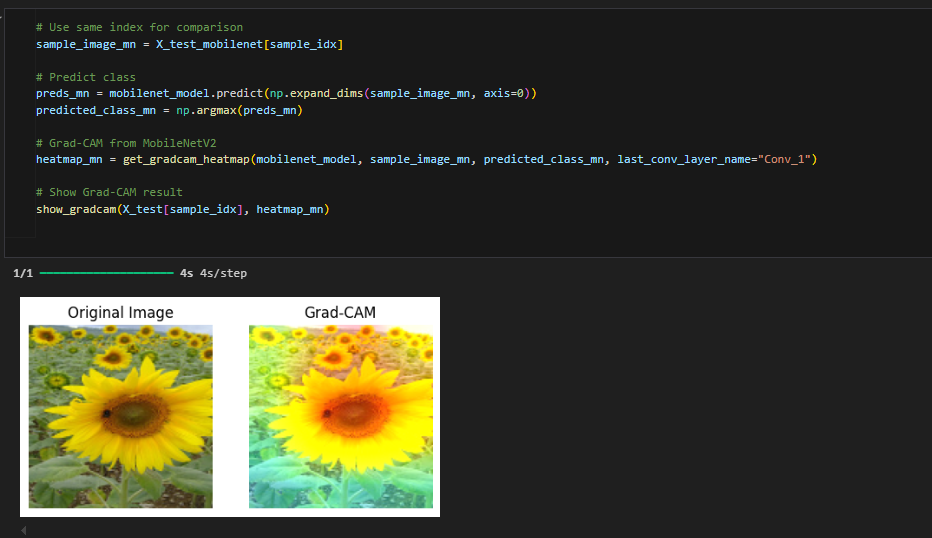 # Use same index for comparison
sample_image_mn = X_test_mobilenet[sample_idx]
# Predict class
preds_mn = mobilenet_model.predict(np.expand_dims(sample_image_mn, axis=0))
predicted_class_mn = np.argmax(preds_mn)
# Grad-CAM from MobileNetV2
heatmap_mn = get_gradcam_heatmap(mobilenet_model, sample_image_mn, predicted_class_mn, last_conv_layer_name="Conv_1")
# Show Grad-CAM result
show_gradcam(X_test[sample_idx], heatmap_mn)
1/1 4s 4s/step
Original Image Grad-CAM